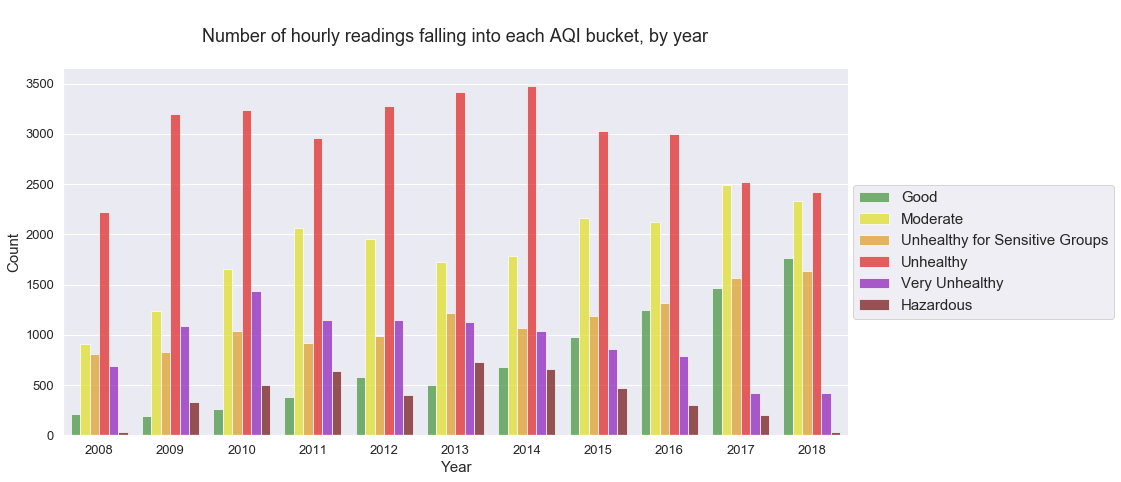 Number of hourly readings falling into each AQI bucket, by year
3500
3000
2500
2000
1500
1000
500
0
Count
2008 2009 2010 2011 2012 2013 2014 2015 2016 2017 2018
Year
Good
Moderate
Unhealthy for Sensitive Groups
Unhealthy
Very Unhealthy
Hazardous